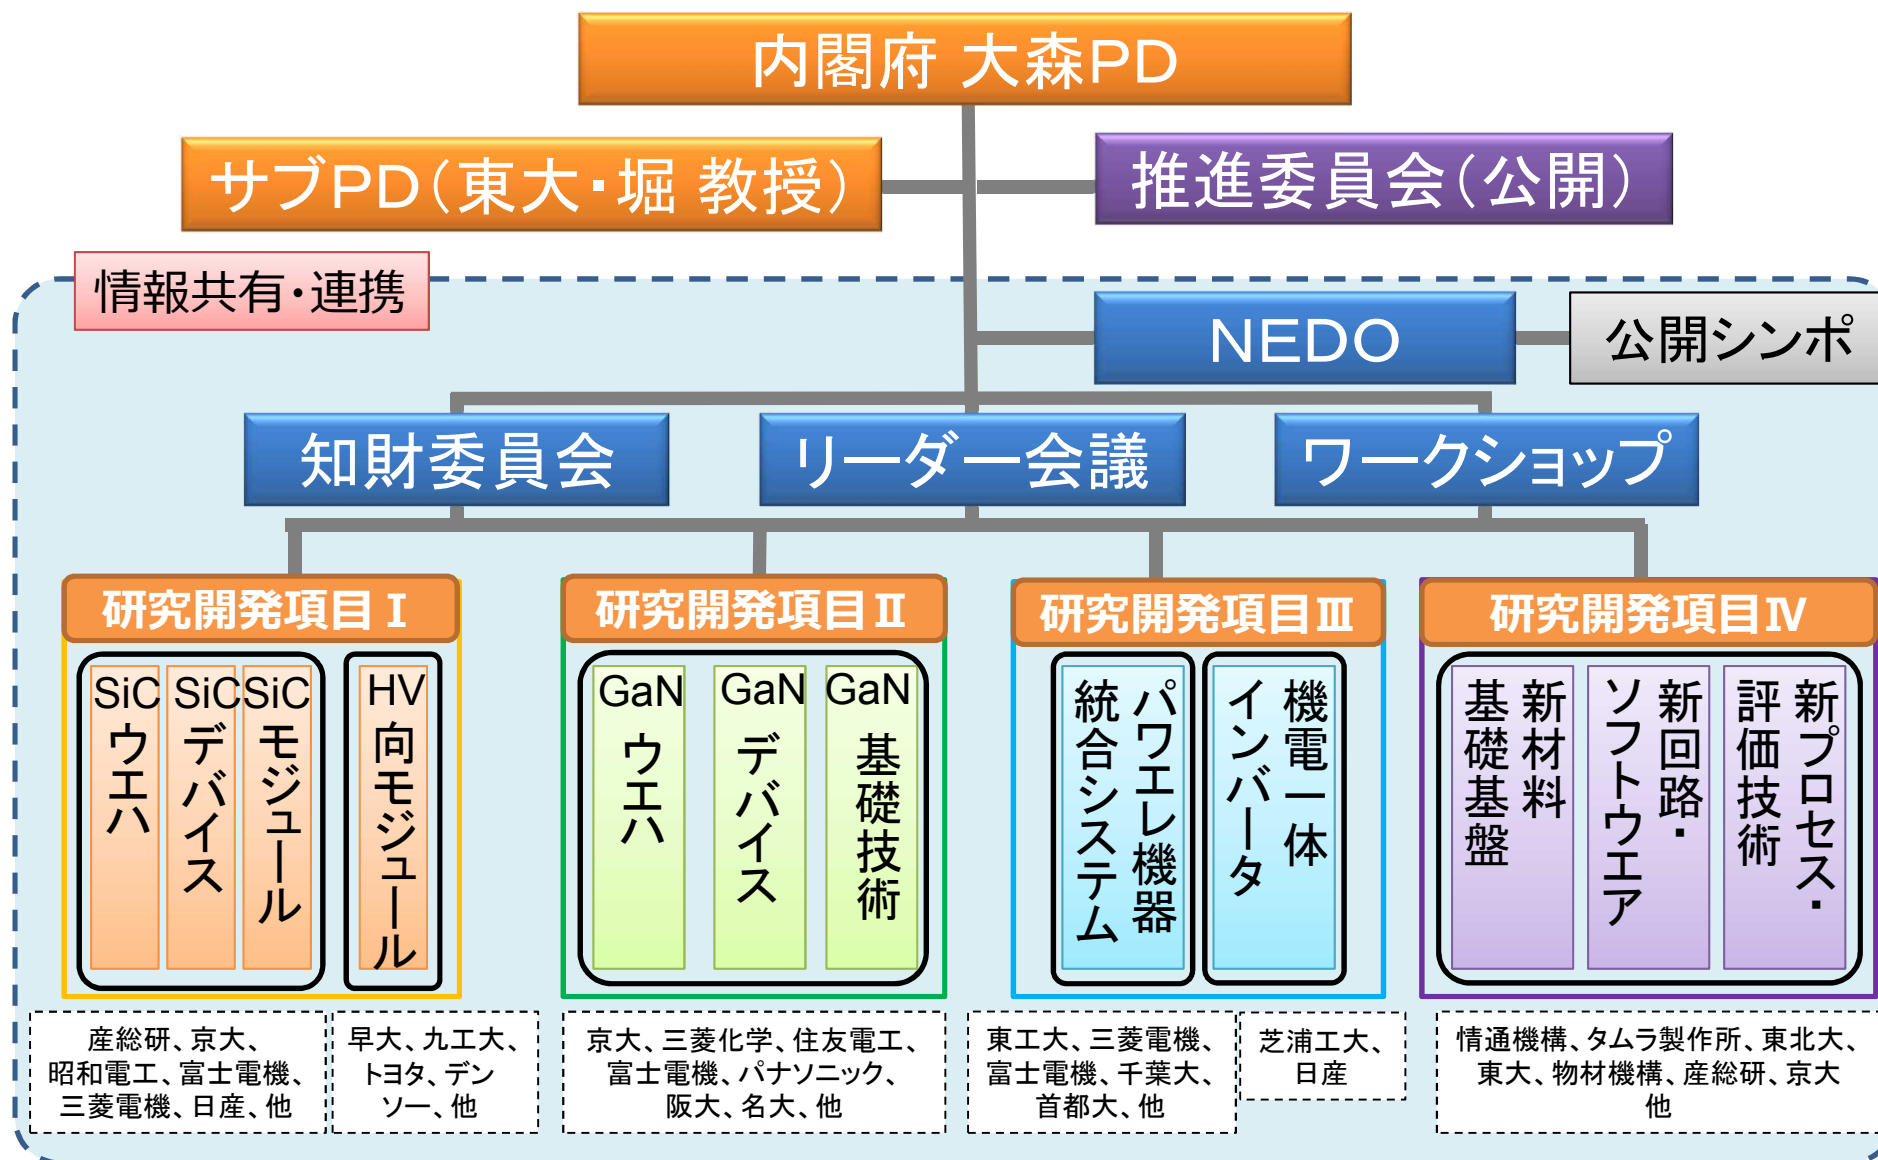 内閣府 大森PD
サブPD(東大・堀 教授)
推進委員会(公開)
情報共有・連携
NEDO
公開シンポ
知財委員会
リーダー会議
ワークショップ
研究開発項目Ⅰ
SiC
ウエハ
SiC
デバイス
SiC
モジュール
HV
向モジュール
研究開発項目Ⅱ
GaN
ウエハ
GaN
デバイス
GaN
基礎技術
研究開発項目Ⅲ
パワエレ機器
統合システム
機電一体
インバータ
研究開発項目Ⅳ
新材料
基礎基盤
新回路・
ソフトウエア
新プロセス・
評価技術
産総研、京大、
昭和電工、富士電機、
三菱電機、日産、他
早大、九工大、
トヨタ、デン
ソー、他
京大、三菱化学、住友電工、
富士電機、パナソニック、
阪大、名大、他
東工大、三菱電機、
富士電機、千葉大、
首都大、他
芝浦工大、
日産
情通機構、タムラ製作所、東北大、
東大、物材機構、産総研、京大
他